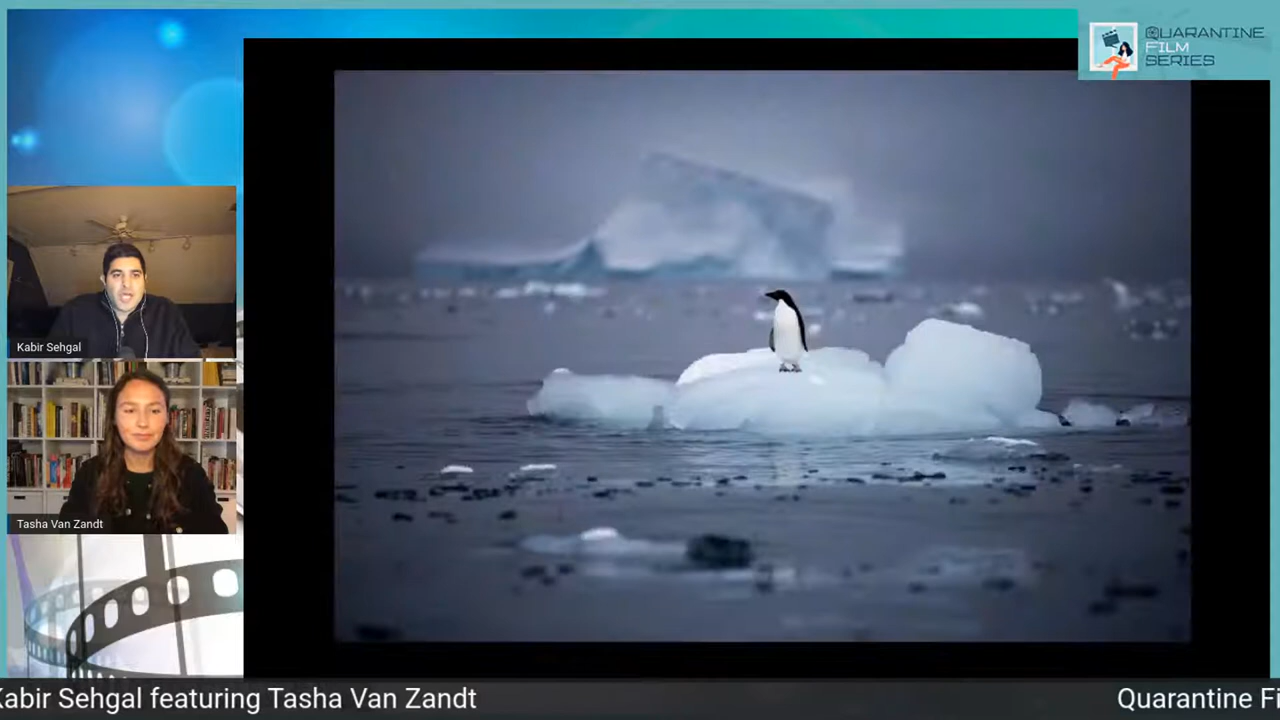 QUARANTINE
FILM
SERIES
Kabir Sehgal
Tasha Van Zandt
Kabir Sehgal featuring Tasha Van Zandt
Quarantine Fi